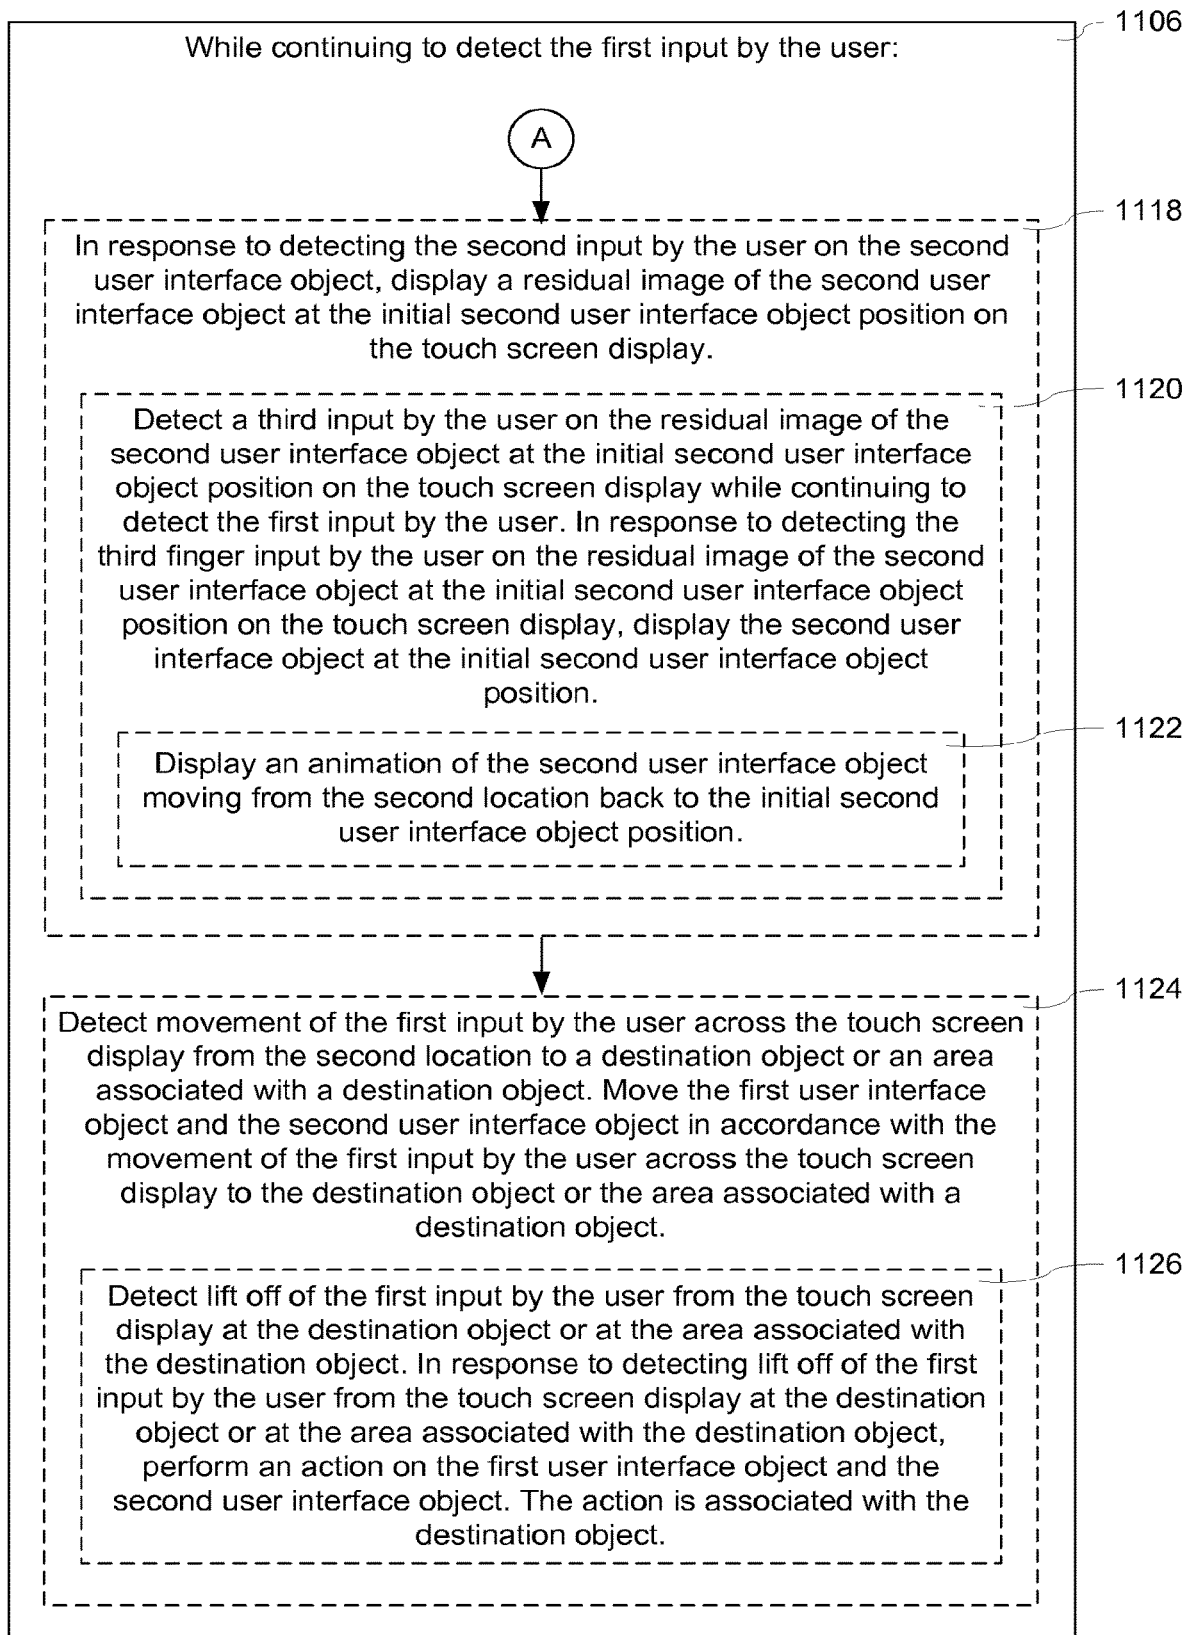 1106
While continuing to detect the first input by the user:
A
1118
In response to detecting the second input by the user on the second
user interface object, display a residual image of the second user
interface object at the initial second user interface object position on
the touch screen display.
1120
Detect a third input by the user on the residual image of the
second user interface object at the initial second user interface
object position on the touch screen display while continuing to
detect the first input by the user. In response to detecting the
third finger input by the user on the residual image of the second
user interface object at the initial second user interface object
position on the touch screen display, display the second user
interface object at the initial second user interface object
position.
1122
Display an animation of the second user interface object
moving from the second location back to the initial second
user interface object position.
1124
Detect movement of the first input by the user across the touch screen
display from the second location to a destination object or an area
associated with a destination object. Move the first user interface
object and the second user interface object in accordance with the
movement of the first input by the user across the touch screen
display to the destination object or the area associated with a
destination object.
1126
Detect lift off of the first input by the user from the touch screen
display at the destination object or at the area associated with
the destination object. In response to detecting lift off of the first
input by the user from the touch screen display at the destination
object or at the area associated with the destination object,
perform an action on the first user interface object and the
second user interface object. The action is associated with the
destination object.